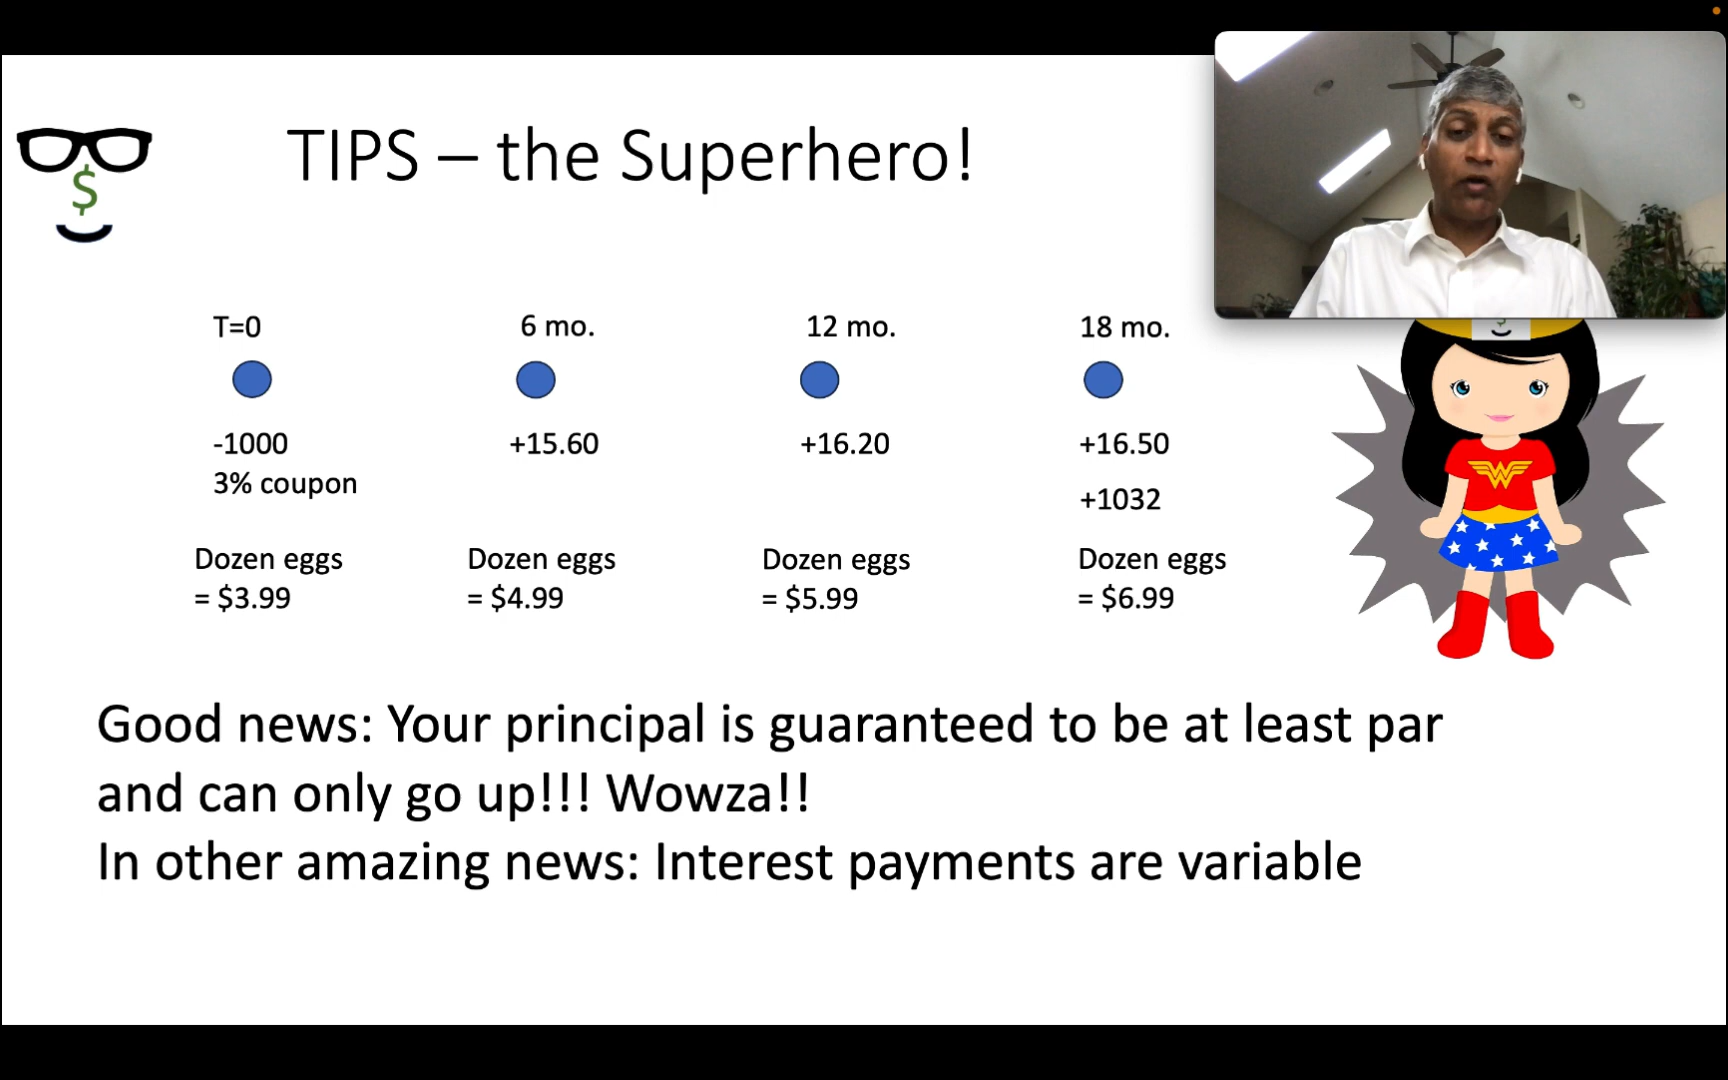 $
TIPS – the Superhero!
T=0
6 mo.
12 mo.
18 mo.
-1000
+15.60
+16.20
+16.50
3% coupon
+1032
Dozen eggs
= $3.99
Dozen eggs
= $4.99
Dozen eggs
= $5.99
Dozen eggs
= $6.99
W
Good news: Your principal is guaranteed to be at least par
and can only go up!!! Wowza!!
In other amazing news: Interest payments are variable